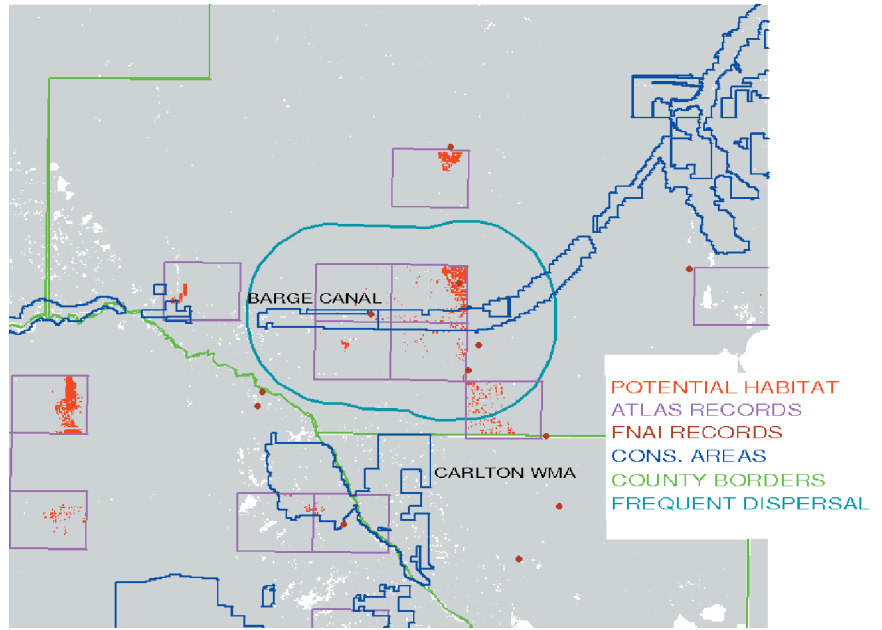 BARGE CANAL
POTENTIAL HABITAT
ATLAS RECORDS
FNAI RECORDS
CONS. AREAS
COUNTY BORDERS
FREQUENT DISPERSAL
CARLTON WMA